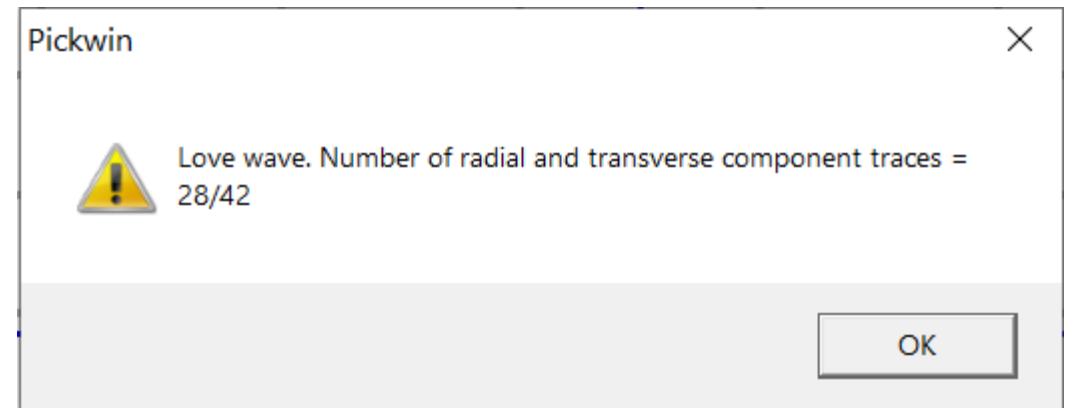 Pickwin
Love wave. Number of radial and transverse component traces =
28/42
OK